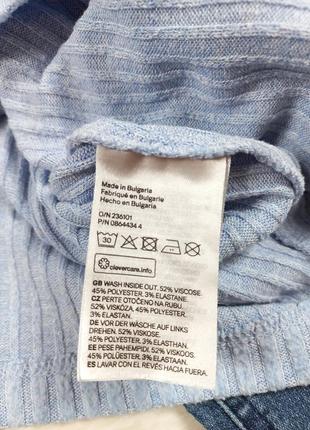 Made in Bulgaria
Fabriqué en Bulgarie
Hecho en Bulgaria
O/N 236101
P/N 0864434 4
30
clevercare.info
GB WASH INSIDE OUT. 52% VISCOSE.
45% POLYESTER. 3% ELASTANE.
CZ PERTE OTOČENO NA RUBU.
52% VISKÓZA, 45% POLYESTER.
3% ELASTAN.
DE VOR DER WÄSCHE AUF LINKS
DREHEN. 52% VISKOSE.
45% POLYESTER. 3% ELASTHAN.
EE PESE PAHEMPIDI. 52% VISKOOS.
45% POLÜESTER. 3% ELASTAAN.
ES LAVAR CON EL REVÉS HACIA FUERA.